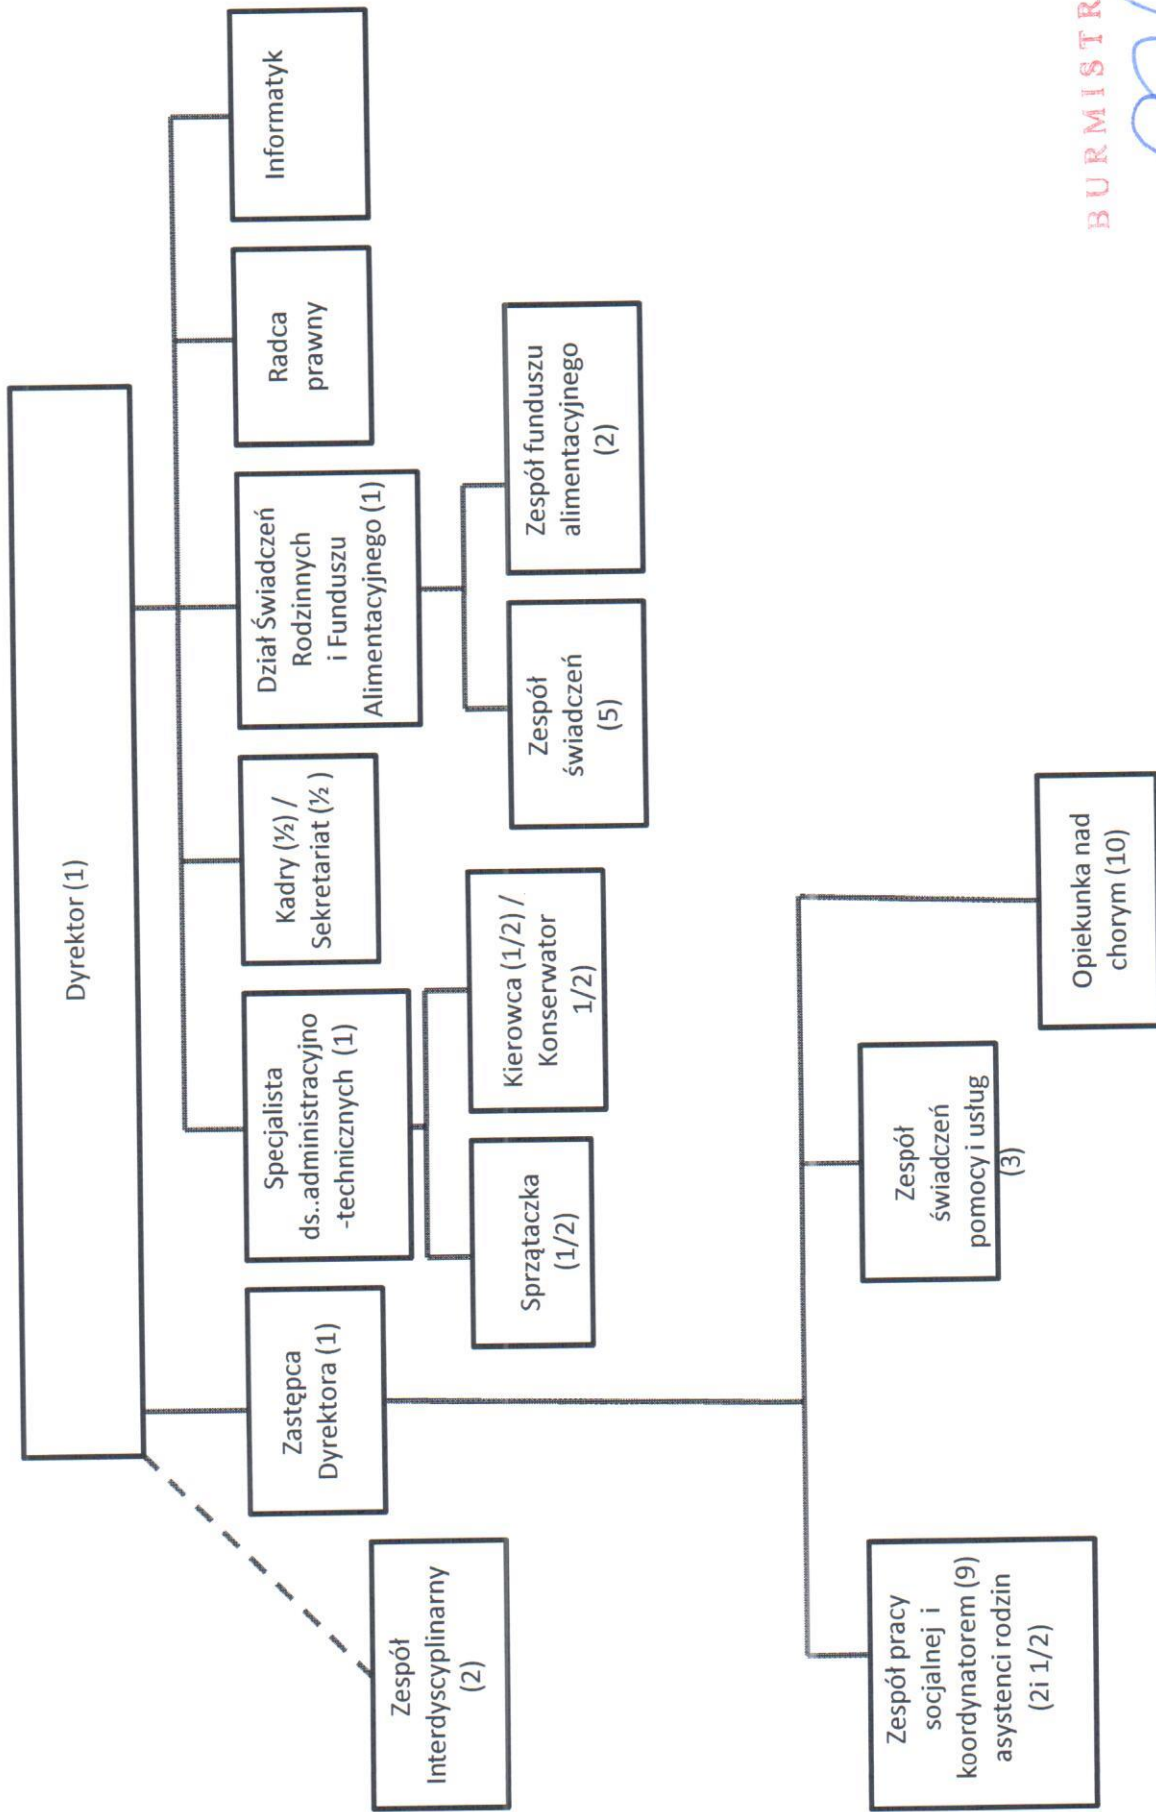 Dyrektor (1)
Zespół
Interdyscyplinarny
(2)
Zastępca
Dyrektora (1)
Specjalista
ds..administracyjno
-technicznych (1)
Kadry (½) /
Sekretariat (½ )
Dział Świadczeń
Rodzinnych
i Funduszu
Alimentacyjnego (1)
Radca
prawny
Informatyk
Sprzątaczka
(1/2)
Kierowca (1/2) /
Konserwator
1/2)
Zespół
świadczeń
(5)
Zespół funduszu
alimentacyjnego
(2)
Zespół pracy
socjalnej i
koordynatorem (9)
asystenci rodzin
(2i 1/2)
Zespół
świadczeń
pomocy i usług
(3)
Opiekunka nad
chorym (10)
BURMISTR